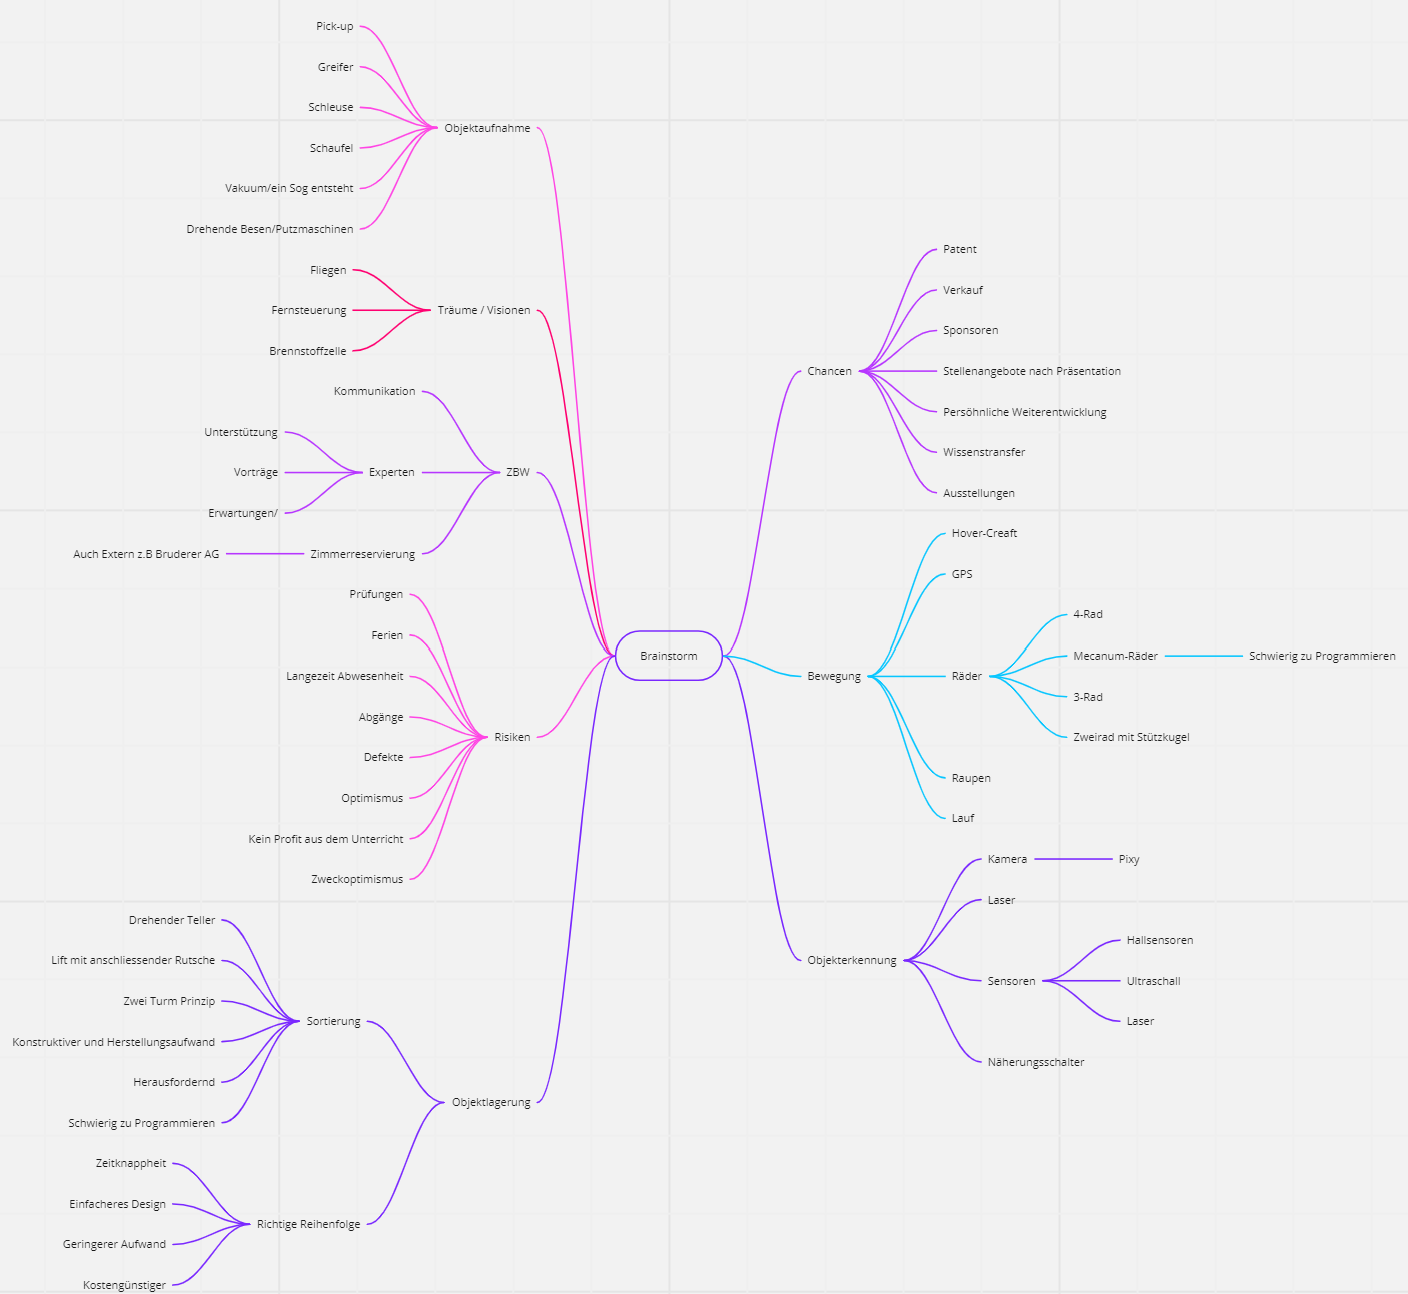 Brainstorm
Objektaufnahme
Pick-up
Greifer
Schleuse
Schaufel
Vakuum/ein Sog entsteht
Drehende Besen/Putzmaschinen
Träume / Visionen
Fliegen
Fernsteuerung
Brennstoffzelle
ZBW
Kommunikation
Experten
Unterstützung
Vorträge
Erwartungen/
Zimmerreservierung
Auch Extern z.B Bruderer AG
Risiken
Prüfungen
Ferien
Langezeit Abwesenheit
Abgänge
Defekte
Optimismus
Kein Profit aus dem Unterricht
Zweckoptimismus
Objektlagerung
Sortierung
Drehender Teller
Lift mit anschliessender Rutsche
Zwei Turm Prinzip
Konstruktiver und Herstellungsaufwand
Herausfordernd
Schwierig zu Programmieren
Richtige Reihenfolge
Zeitknappheit
Einfacheres Design
Geringerer Aufwand
Kostengünstiger
Chancen
Patent
Verkauf
Sponsoren
Stellenangebote nach Präsentation
Persöhnliche Weiterentwicklung
Wissenstransfer
Ausstellungen
Bewegung
Hover-Creaft
GPS
Räder
4-Rad
Mecanum-Räder
Schwierig zu Programmieren
3-Rad
Zweirad mit Stützkugel
Raupen
Lauf
Objekterkennung
Kamera
Pixy
Laser
Sensoren
Hallsensoren
Ultraschall
Laser
Näherungsschalter